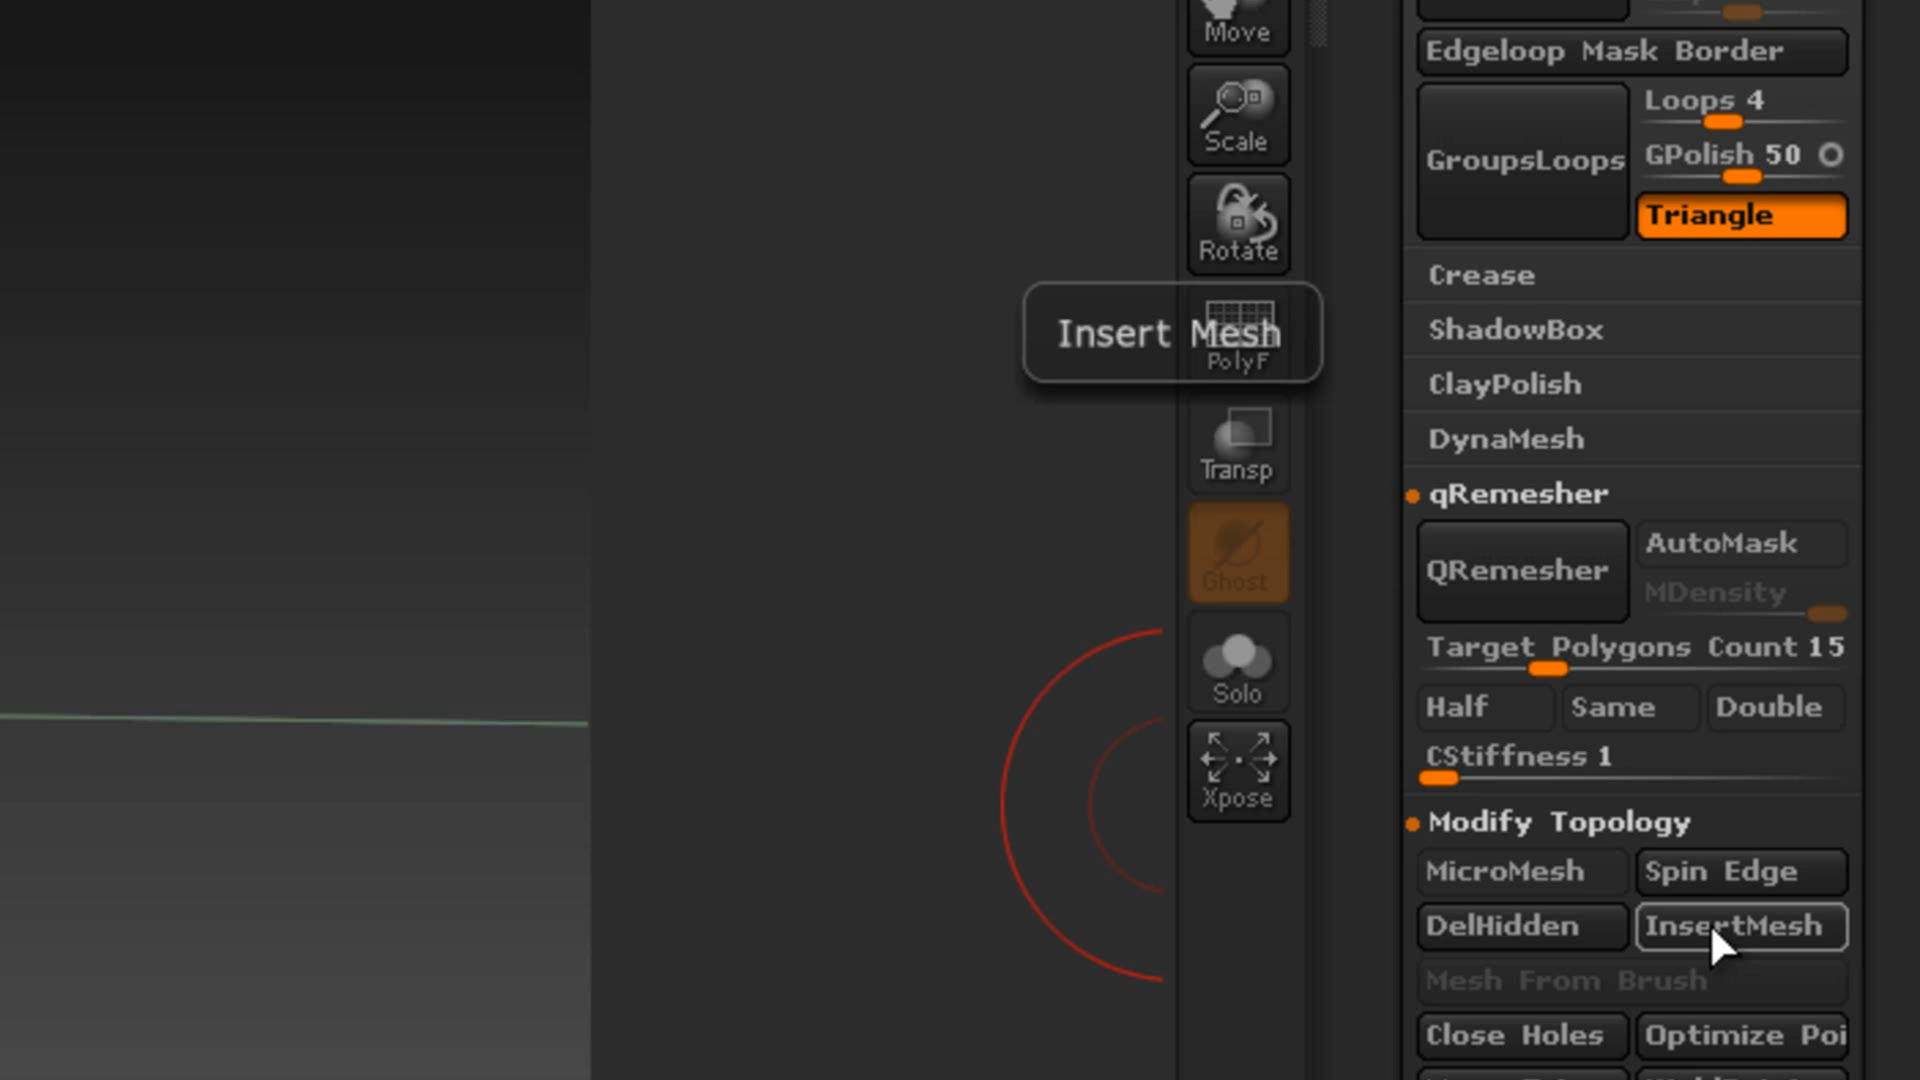 Move
Scale
Rotate
Insert Mesh
PolyF
Transp
Ghost
Solo
Xpose
Edgeloop Mask Border
GroupsLoops
Loops 4
GPolish 50
Triangle
Crease
ShadowBox
ClayPolish
DynaMesh
qRemesher
QRemesher
AutoMask
MDensity
Target Polygons Count 15
Half Same Double
CStiffness 1
Modify Topology
MicroMesh Spin Edge
DelHidden InsertMesh
Mesh From Brush
Close Holes Optimize Poi